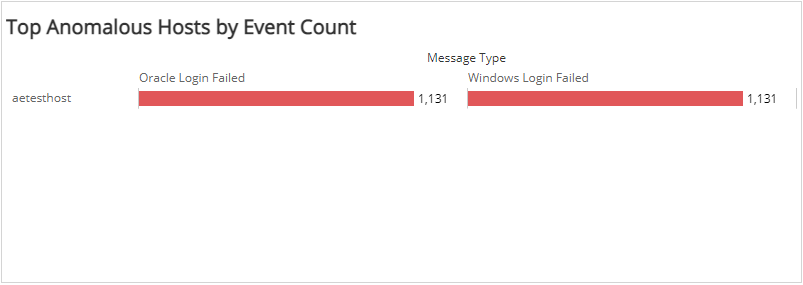 Top Anomalous Hosts by Event Count
Message Type
Oracle Login Failed Windows Login Failed
aetesthost 1,131 1,131